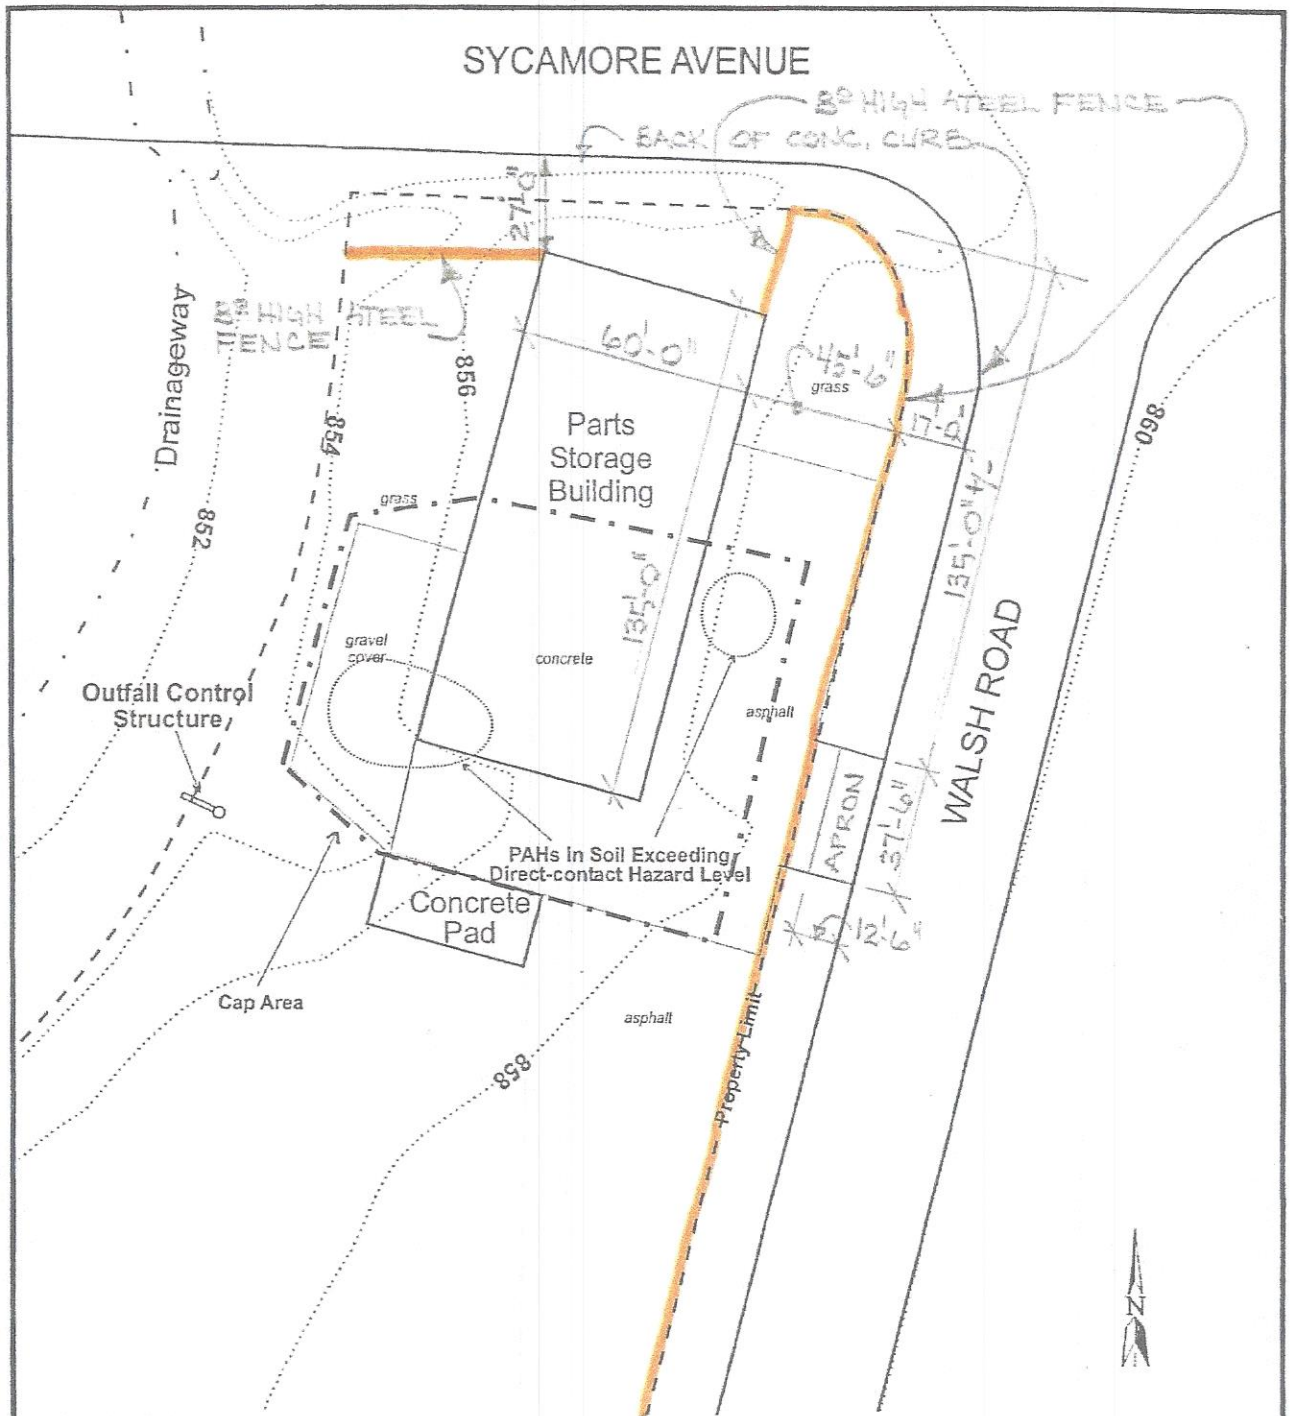 SYCAMORE AVENUE
HIGH STEEL FENCE
BACK OF CONC. CURB
27'-0"
HIGH STEEL
FENCE
Drainageway
60'-0"
45'-6"
grass
17'-0"
856
854
860
852
Parts
Storage
Building
grass
135'-0" +/-
135'-0"
gravel
cover
concrete
asphalt
Outfall Control
Structure
WALSH ROAD
APRON
37'-6"
PAHs in Soil Exceeding
Direct-contact Hazard Level
Concrete
Pad
12'-6"
Cap Area
asphalt
Property Limit
858
N